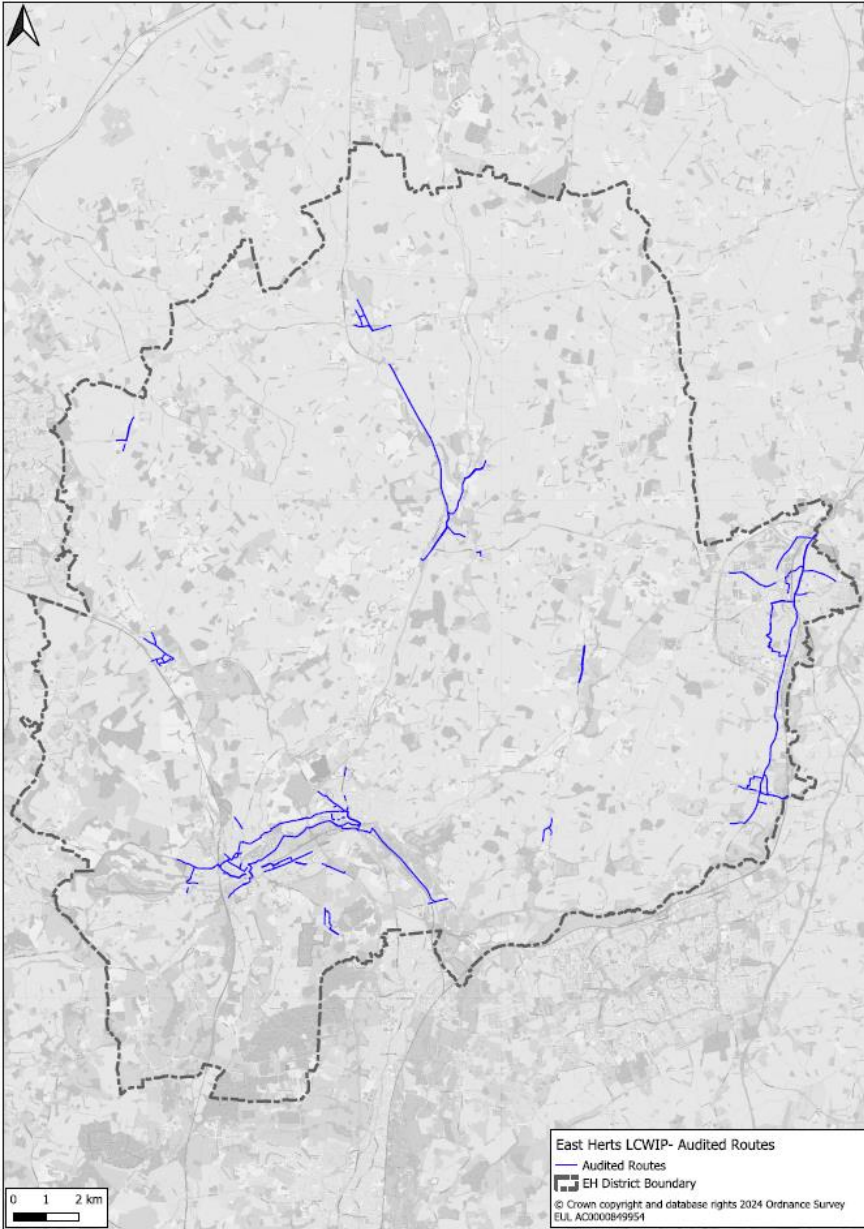 East Herts LCWIP- Audited Routes
Audited Routes
EH District Boundary
© Crown copyright and database rights 2024 Ordnance Survey
EUL AC0000849954
0 1 2 km